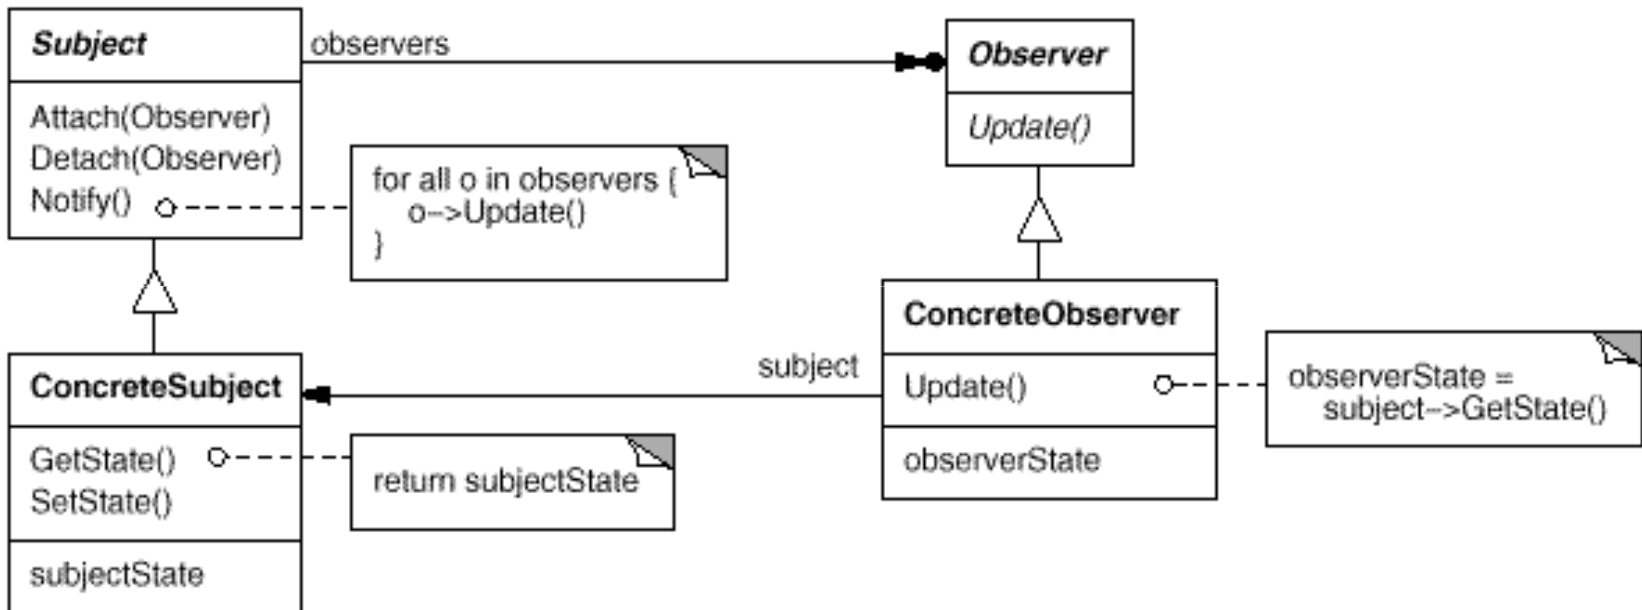 Subject
Attach(Observer)
Detach(Observer)
Notify()
observers
for all o in observers {
o->Update()
}
Observer
Update()
ConcreteSubject
GetState()
SetState()
subjectState
return subjectState
subject
ConcreteObserver
Update()
observerState
observerState =
subject->GetState()